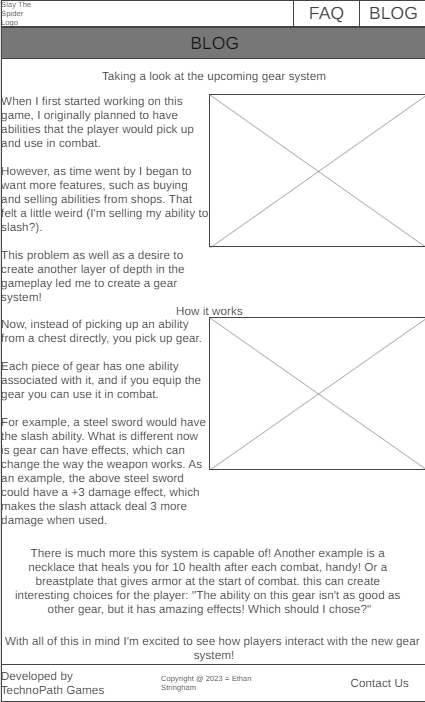 Slay The
Spider
Logo
FAQ
BLOG
BLOG
Taking a look at the upcoming gear system
When I first started working on this
game, I originally planned to have
abilities that the player would pick up
and use in combat.
However, as time went by I began to
want more features, such as buying
and selling abilities from shops. That
felt a little weird (I'm selling my ability to
slash?).
This problem as well as a desire to
create another layer of depth in the
gameplay led me to create a gear
system!
How it works
Now, instead of picking up an ability
from a chest directly, you pick up gear.
Each piece of gear has one ability
associated with it, and if you equip the
gear you can use it in combat.
For example, a steel sword would have
the slash ability. What is different now
is gear can have effects, which can
change the way the weapon works. As
an example, the above steel sword
could have a +3 damage effect, which
makes the slash attack deal 3 more
damage when used.
There is much more this system is capable of! Another example is a
necklace that heals you for 10 health after each combat, handy! Or a
breastplate that gives armor at the start of combat. this can create
interesting choices for the player: "The ability on this gear isn't as good as
other gear, but it has amazing effects! Which should I chose?"
With all of this in mind I'm excited to see how players interact with the new gear
system!
Developed by
TechnoPath Games
Copyright @ 2023 = Ethan
Stringham
Contact Us